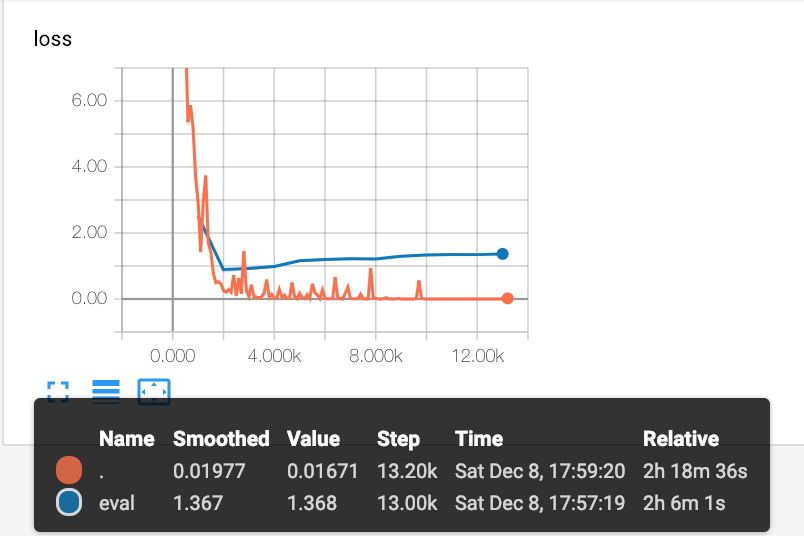 loss
6.00
4.00
2.00
0.00
0.000 4.000k 8.000k 12.00k
Name Smoothed Value Step Time Relative
. 0.01977 0.01671 13.20k Sat Dec 8, 17:59:20 2h 18m 36s
eval 1.367 1.368 13.00k Sat Dec 8, 17:57:19 2h 6m 1s